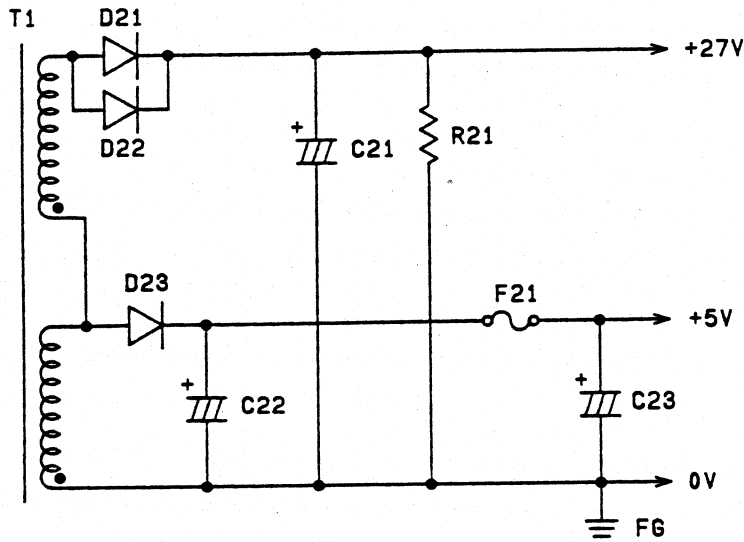 T1
D21
+27V
D22
+
C21
R21
D23
F21
+5V
+
C22
+
C23
0V
FG